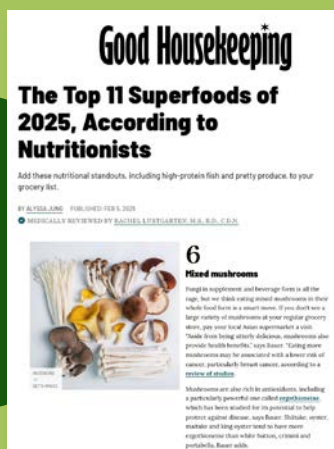 Good Housekeeping
The Top 11 Superfoods of
2025, According to
Nutritionists
Add these nutritional standouts, including high-protein fish and pretty produce, to your
grocery list.
BY ALYSSA JUNG PUBLISHED: FEB 5, 2025
MEDICALLY REVIEWED BY RACHEL LUSTGARTEN, M.S., R.D., C.D.N.
6
Mixed mushrooms
Fungi in supplement and beverage form is all the
rage, but we think eating mixed mushrooms in their
whole food form is a smart move. If you don't see a
large variety of mushrooms at your regular grocery
store, pay your local Asian supermarket a visit.
"Aside from being utterly delicious, mushrooms also
provide health benefits," says Bauer. "Eating more
mushrooms may be associated with a lower risk of
cancer, particularly breast cancer, according to a
review of studies.
Mushrooms are also rich in antioxidants, including
a particularly powerful one called ergothioneine,
which has been studied for its potential to help
protect against disease, says Bauer. Shiitake, oyster,
maitake and king oyster tend to have more
ergothioneine than white button, cremini and
portabella, Bauer adds.